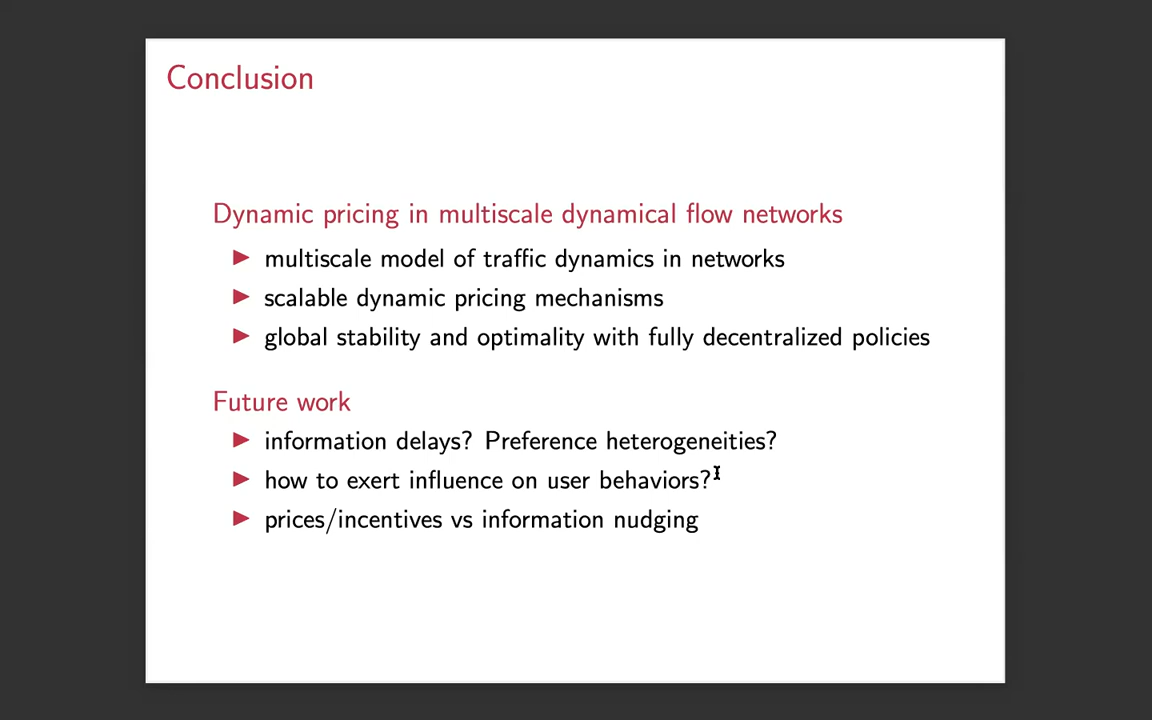 Conclusion
Dynamic pricing in multiscale dynamical flow networks
multiscale model of traffic dynamics in networks
scalable dynamic pricing mechanisms
global stability and optimality with fully decentralized policies
Future work
information delays? Preference heterogeneities?
how to exert influence on user behaviors?
prices/incentives vs information nudging